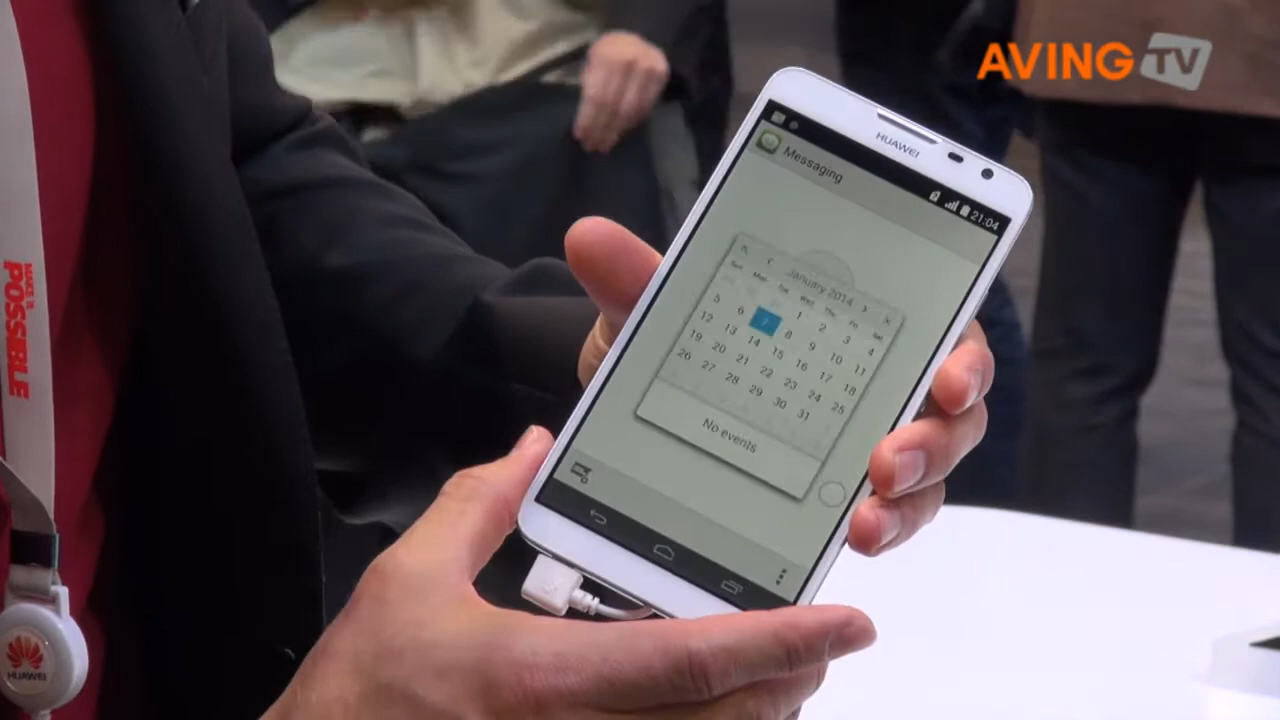 AVING TV
HUAWEI
21:04
Messaging
January 2014
Sun Mon Tue Wed Thu Fri Sat
1 2 3 4
5 6 7 8 9 10 11
12 13 14 15 16 17 18
19 20 21 22 23 24 25
26 27 28 29 30 31
No events
MAKE IT
POSSIBLE
HUAWEI